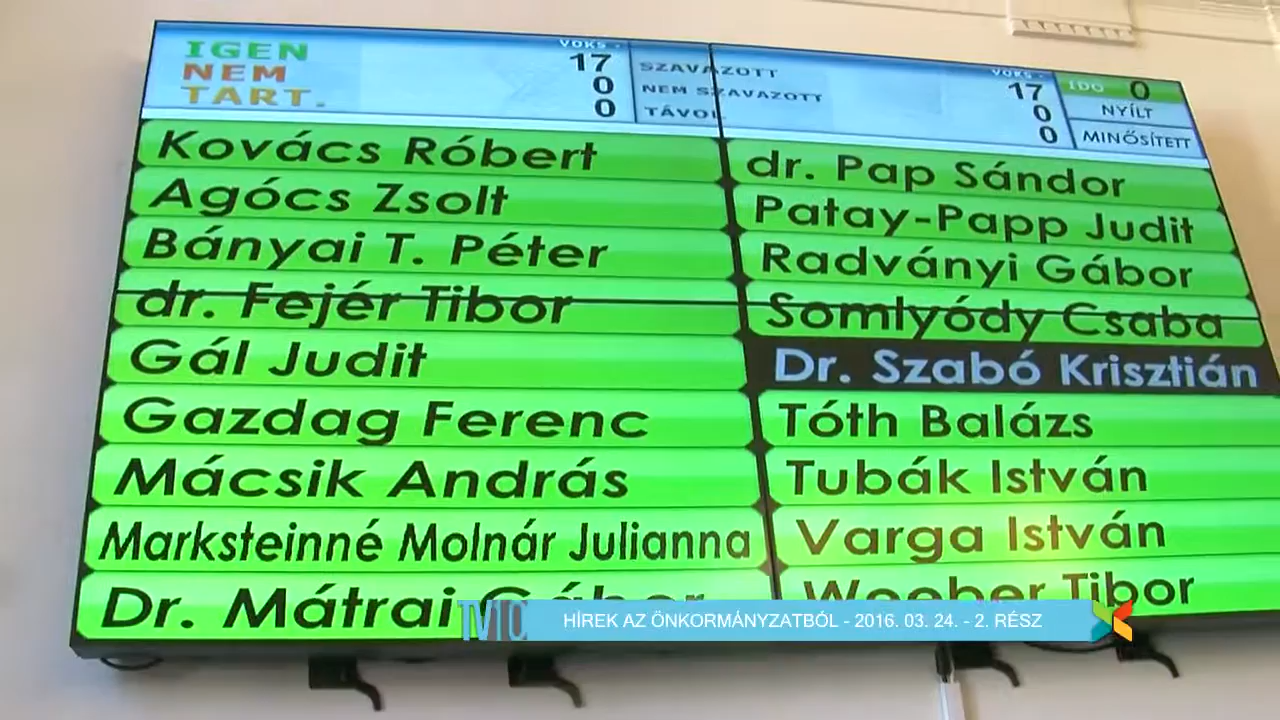 IGEN
NEM
TART.
VOKS
17
0
0
SZAVAZOTT
NEM SZAVAZOTT
TÁVOL
VOKS
17
0
0
IDŐ 0
NYÍLT
MINŐSÍTETT
Kovács Róbert
Agócs Zsolt
Bányai T. Péter
dr. Fejér Tibor
Gál Judit
Gazdag Ferenc
Mácsik András
Marksteinné Molnár Julianna
Dr. Mátrai Gábor
dr. Pap Sándor
Patay-Papp Judit
Radványi Gábor
Somlyódy Csaba
Dr. Szabó Krisztián
Tóth Balázs
Tubák István
Varga István
Weeber Tibor
TV10
HÍREK AZ ÖNKORMÁNYZATBÓL - 2016. 03. 24. - 2. RÉSZ